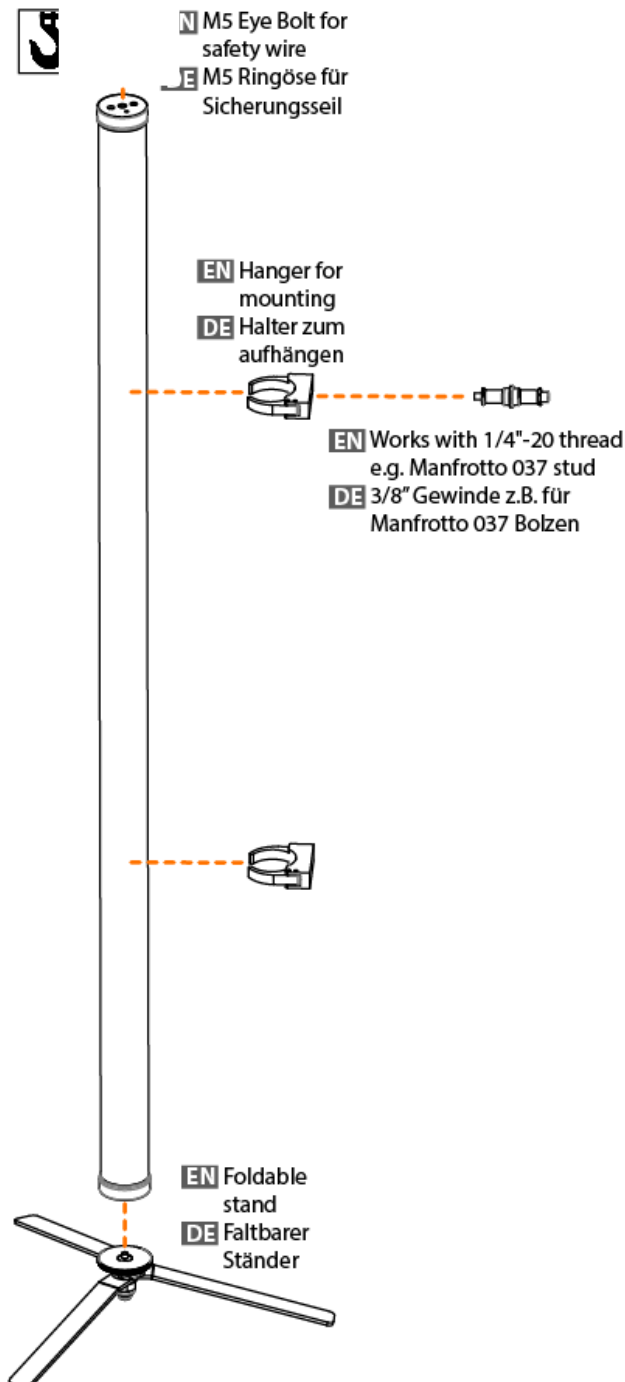 N M5 Eye Bolt for
safety wire
E M5 Ringöse für
Sicherungsseil
EN Hanger for
mounting
DE Halter zum
aufhängen
EN Works with 1/4"-20 thread
e.g. Manfrotto 037 stud
DE 3/8" Gewinde z.B. für
Manfrotto 037 Bolzen
EN Foldable
stand
DE Faltbarer
Ständer